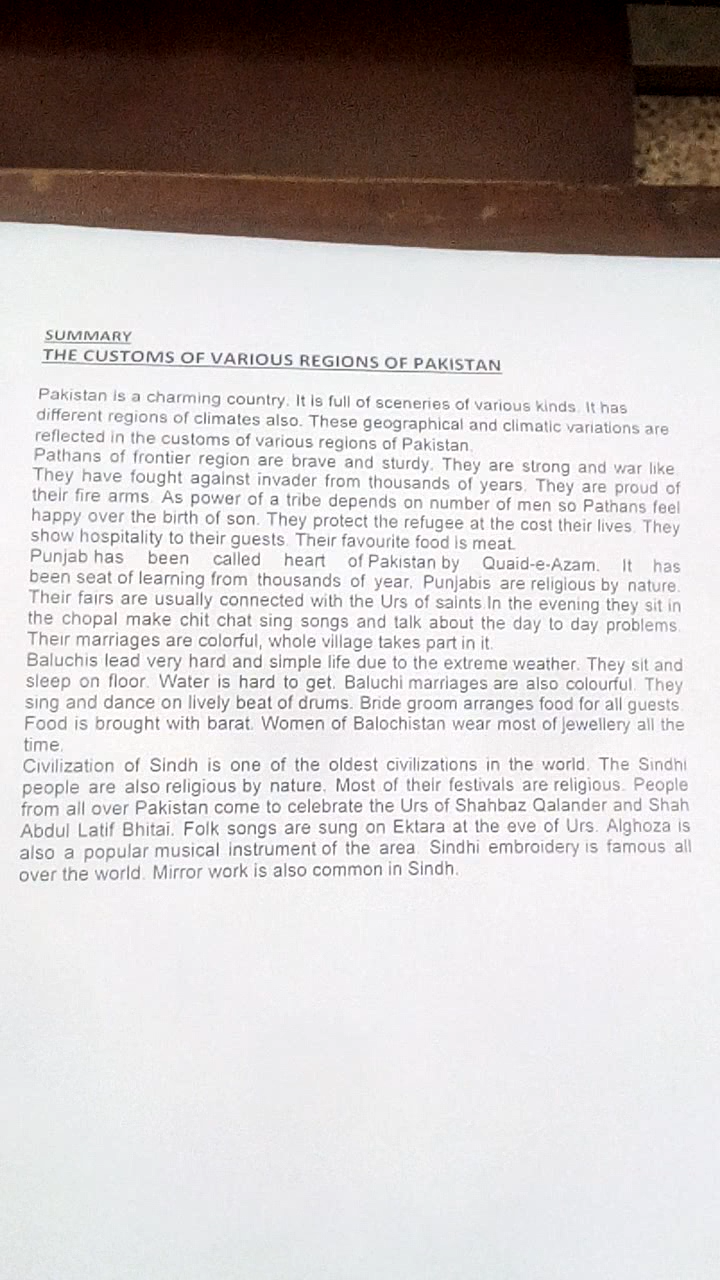 SUMMARY
THE CUSTOMS OF VARIOUS REGIONS OF PAKISTAN
Pakistan is a charming country. It is full of sceneries of various kinds. It has
different regions of climates also. These geographical and climatic variations are
reflected in the customs of various regions of Pakistan.
Pathans of frontier region are brave and sturdy. They are strong and war like.
They have fought against invader from thousands of years. They are proud of
their fire arms. As power of a tribe depends on number of men so Pathans feel
happy over the birth of son. They protect the refugee at the cost their lives. They
show hospitality to their guests. Their favourite food is meat.
Punjab has been called heart of Pakistan by Quaid-e-Azam. It has
been seat of learning from thousands of year. Punjabis are religious by nature.
Their fairs are usually connected with the Urs of saints.In the evening they sit in
the chopal make chit chat sing songs and talk about the day to day problems.
Their marriages are colorful, whole village takes part in it.
Baluchis lead very hard and simple life due to the extreme weather. They sit and
sleep on floor. Water is hard to get. Baluchi marriages are also colourful. They
sing and dance on lively beat of drums. Bride groom arranges food for all guests.
Food is brought with barat. Women of Balochistan wear most of jewellery all the
time.
Civilization of Sindh is one of the oldest civilizations in the world. The Sindhi
people are also religious by nature. Most of their festivals are religious. People
from all over Pakistan come to celebrate the Urs of Shahbaz Qalander and Shah
Abdul Latif Bhitai. Folk songs are sung on Ektara at the eve of Urs. Alghoza is
also a popular musical instrument of the area. Sindhi embroidery is famous all
over the world. Mirror work is also common in Sindh.